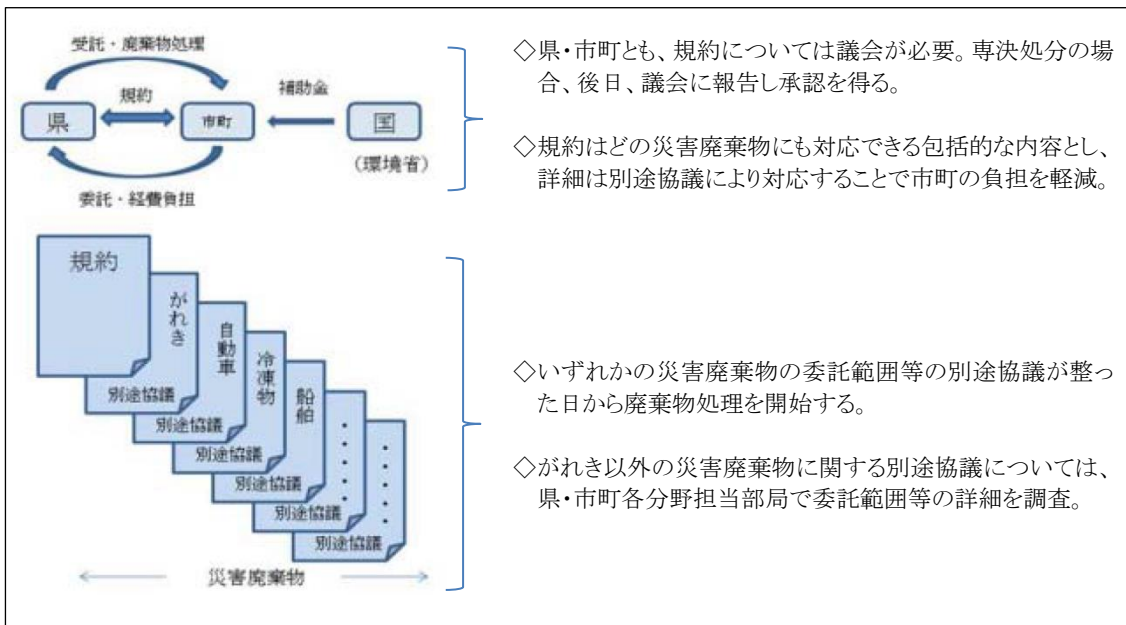 受託・廃棄物処理
県
規約
市町
補助金
国
(環境省)
委託・経費負担
◇県・市町とも、規約については議会が必要。専決処分の場
合、後日、議会に報告し承認を得る。
◇規約はどの災害廃棄物にも対応できる包括的な内容とし、
詳細は別途協議により対応することで市町の負担を軽減。
規約
がれき
別途協議
自動車
別途協議
冷凍物
別途協議
船舶
別途協議
・・・・・
別途協議
・・・・・
別途協議
災害廃棄物
◇いずれかの災害廃棄物の委託範囲等の別途協議が整っ
た日から廃棄物処理を開始する。
◇がれき以外の災害廃棄物に関する別途協議については、
県・市町各分野担当部局で委託範囲等の詳細を調査。